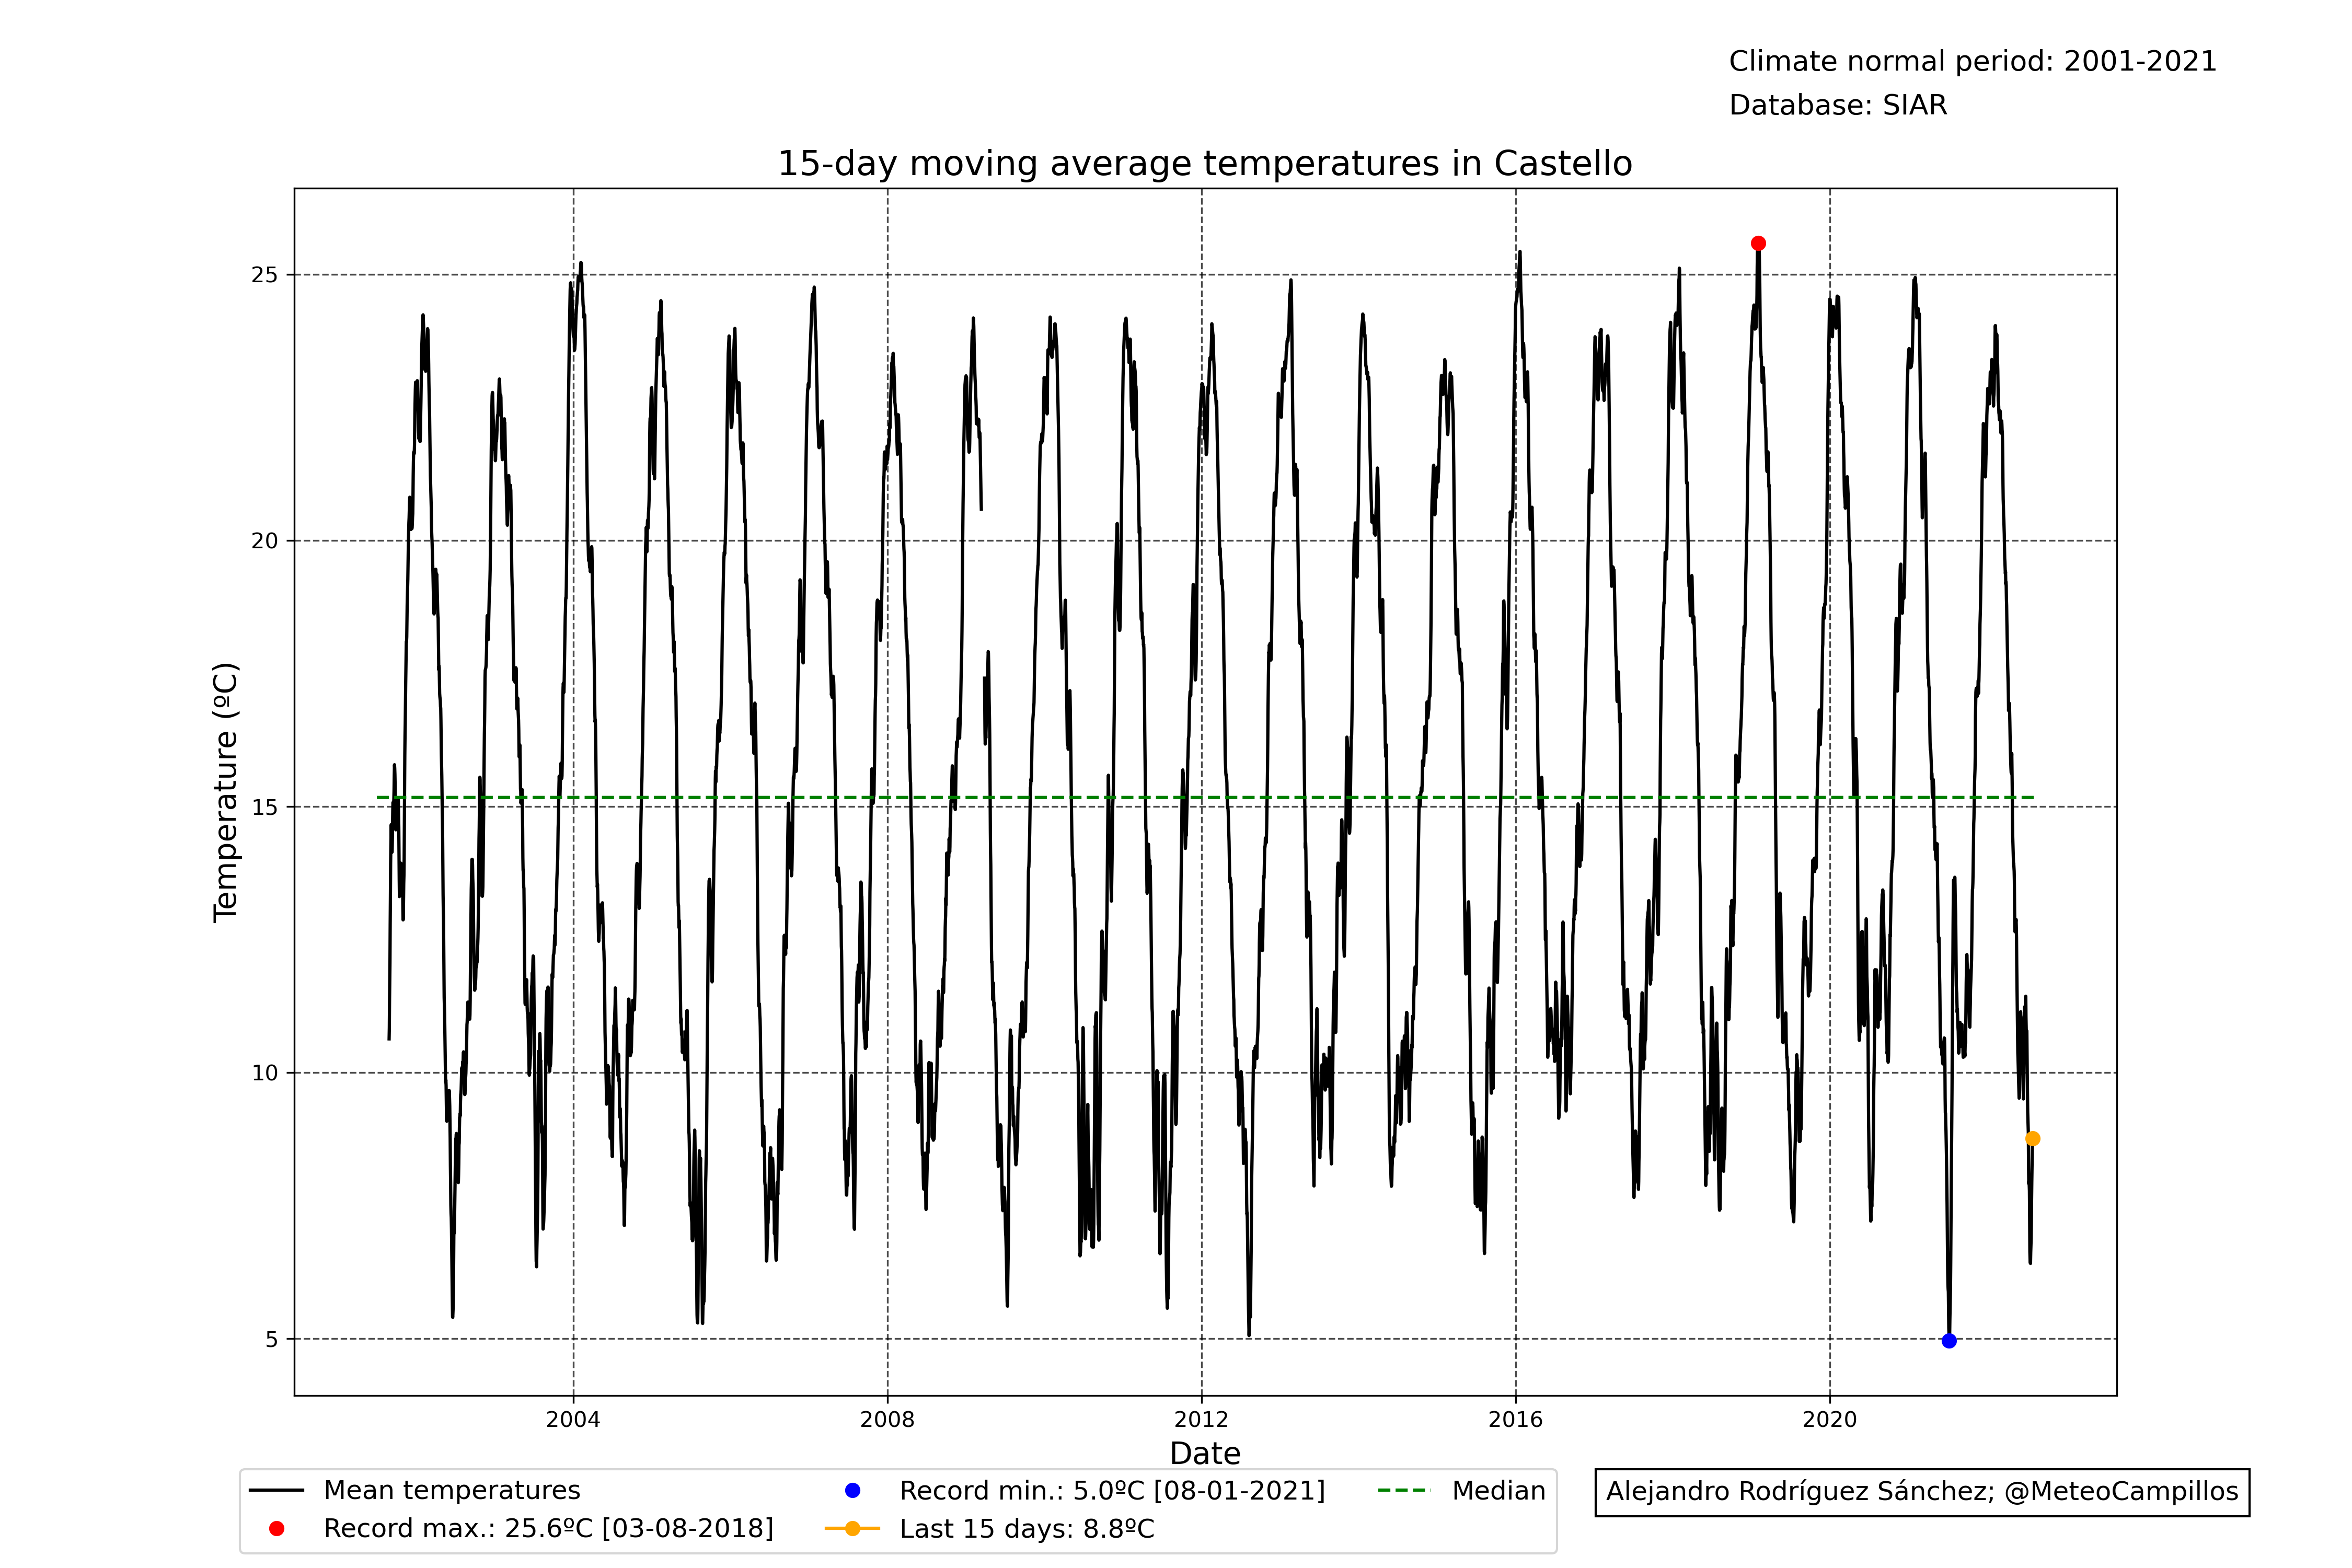 Climate normal period: 2001-2021
Database: SIAR
15-day moving average temperatures in Castello
Temperature (ºC)
25
20
15
10
5
2004 2008 2012 2016 2020
Date
Mean temperatures
Record max.: 25.6ºC [03-08-2018]
Record min.: 5.0ºC [08-01-2021]
Last 15 days: 8.8ºC
Median
Alejandro Rodríguez Sánchez; @MeteoCampillos